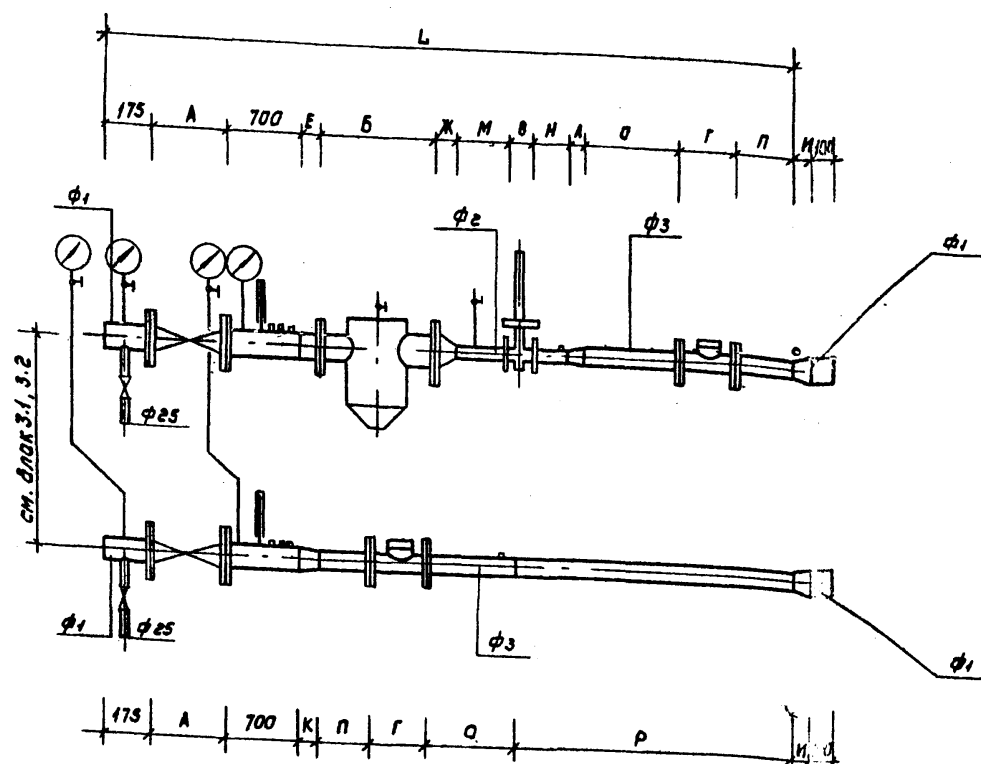 L
175 А 700 Е Б Ж М В Н Л О Г П И 100
ф1
ф2
ф3
ф1
ф25
см. блок 3.1, 3.2
ф1
ф25
ф3
ф1
175 А 700 К П Г О Р И